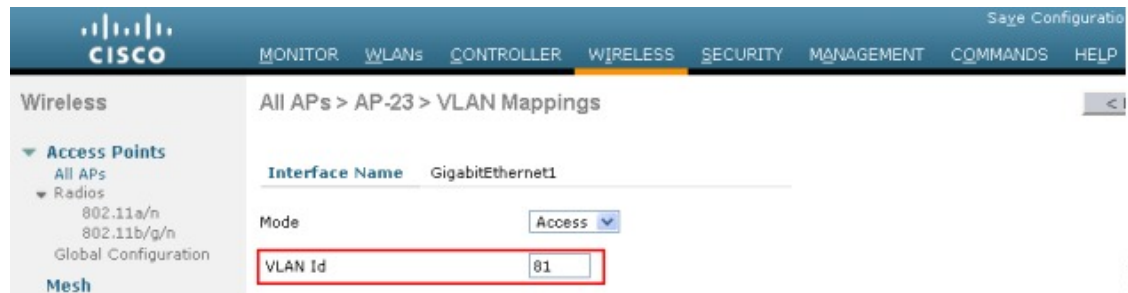 Save Configuratio
CISCO
MONITOR WLANs CONTROLLER WIRELESS SECURITY MANAGEMENT COMMANDS HELP
Wireless
All APs > AP-23 > VLAN Mappings
<
Access Points
All APs
Radios
802.11a/n
802.11b/g/n
Global Configuration
Mesh
Interface Name GigabitEthernet1
Mode Access
VLAN Id 81